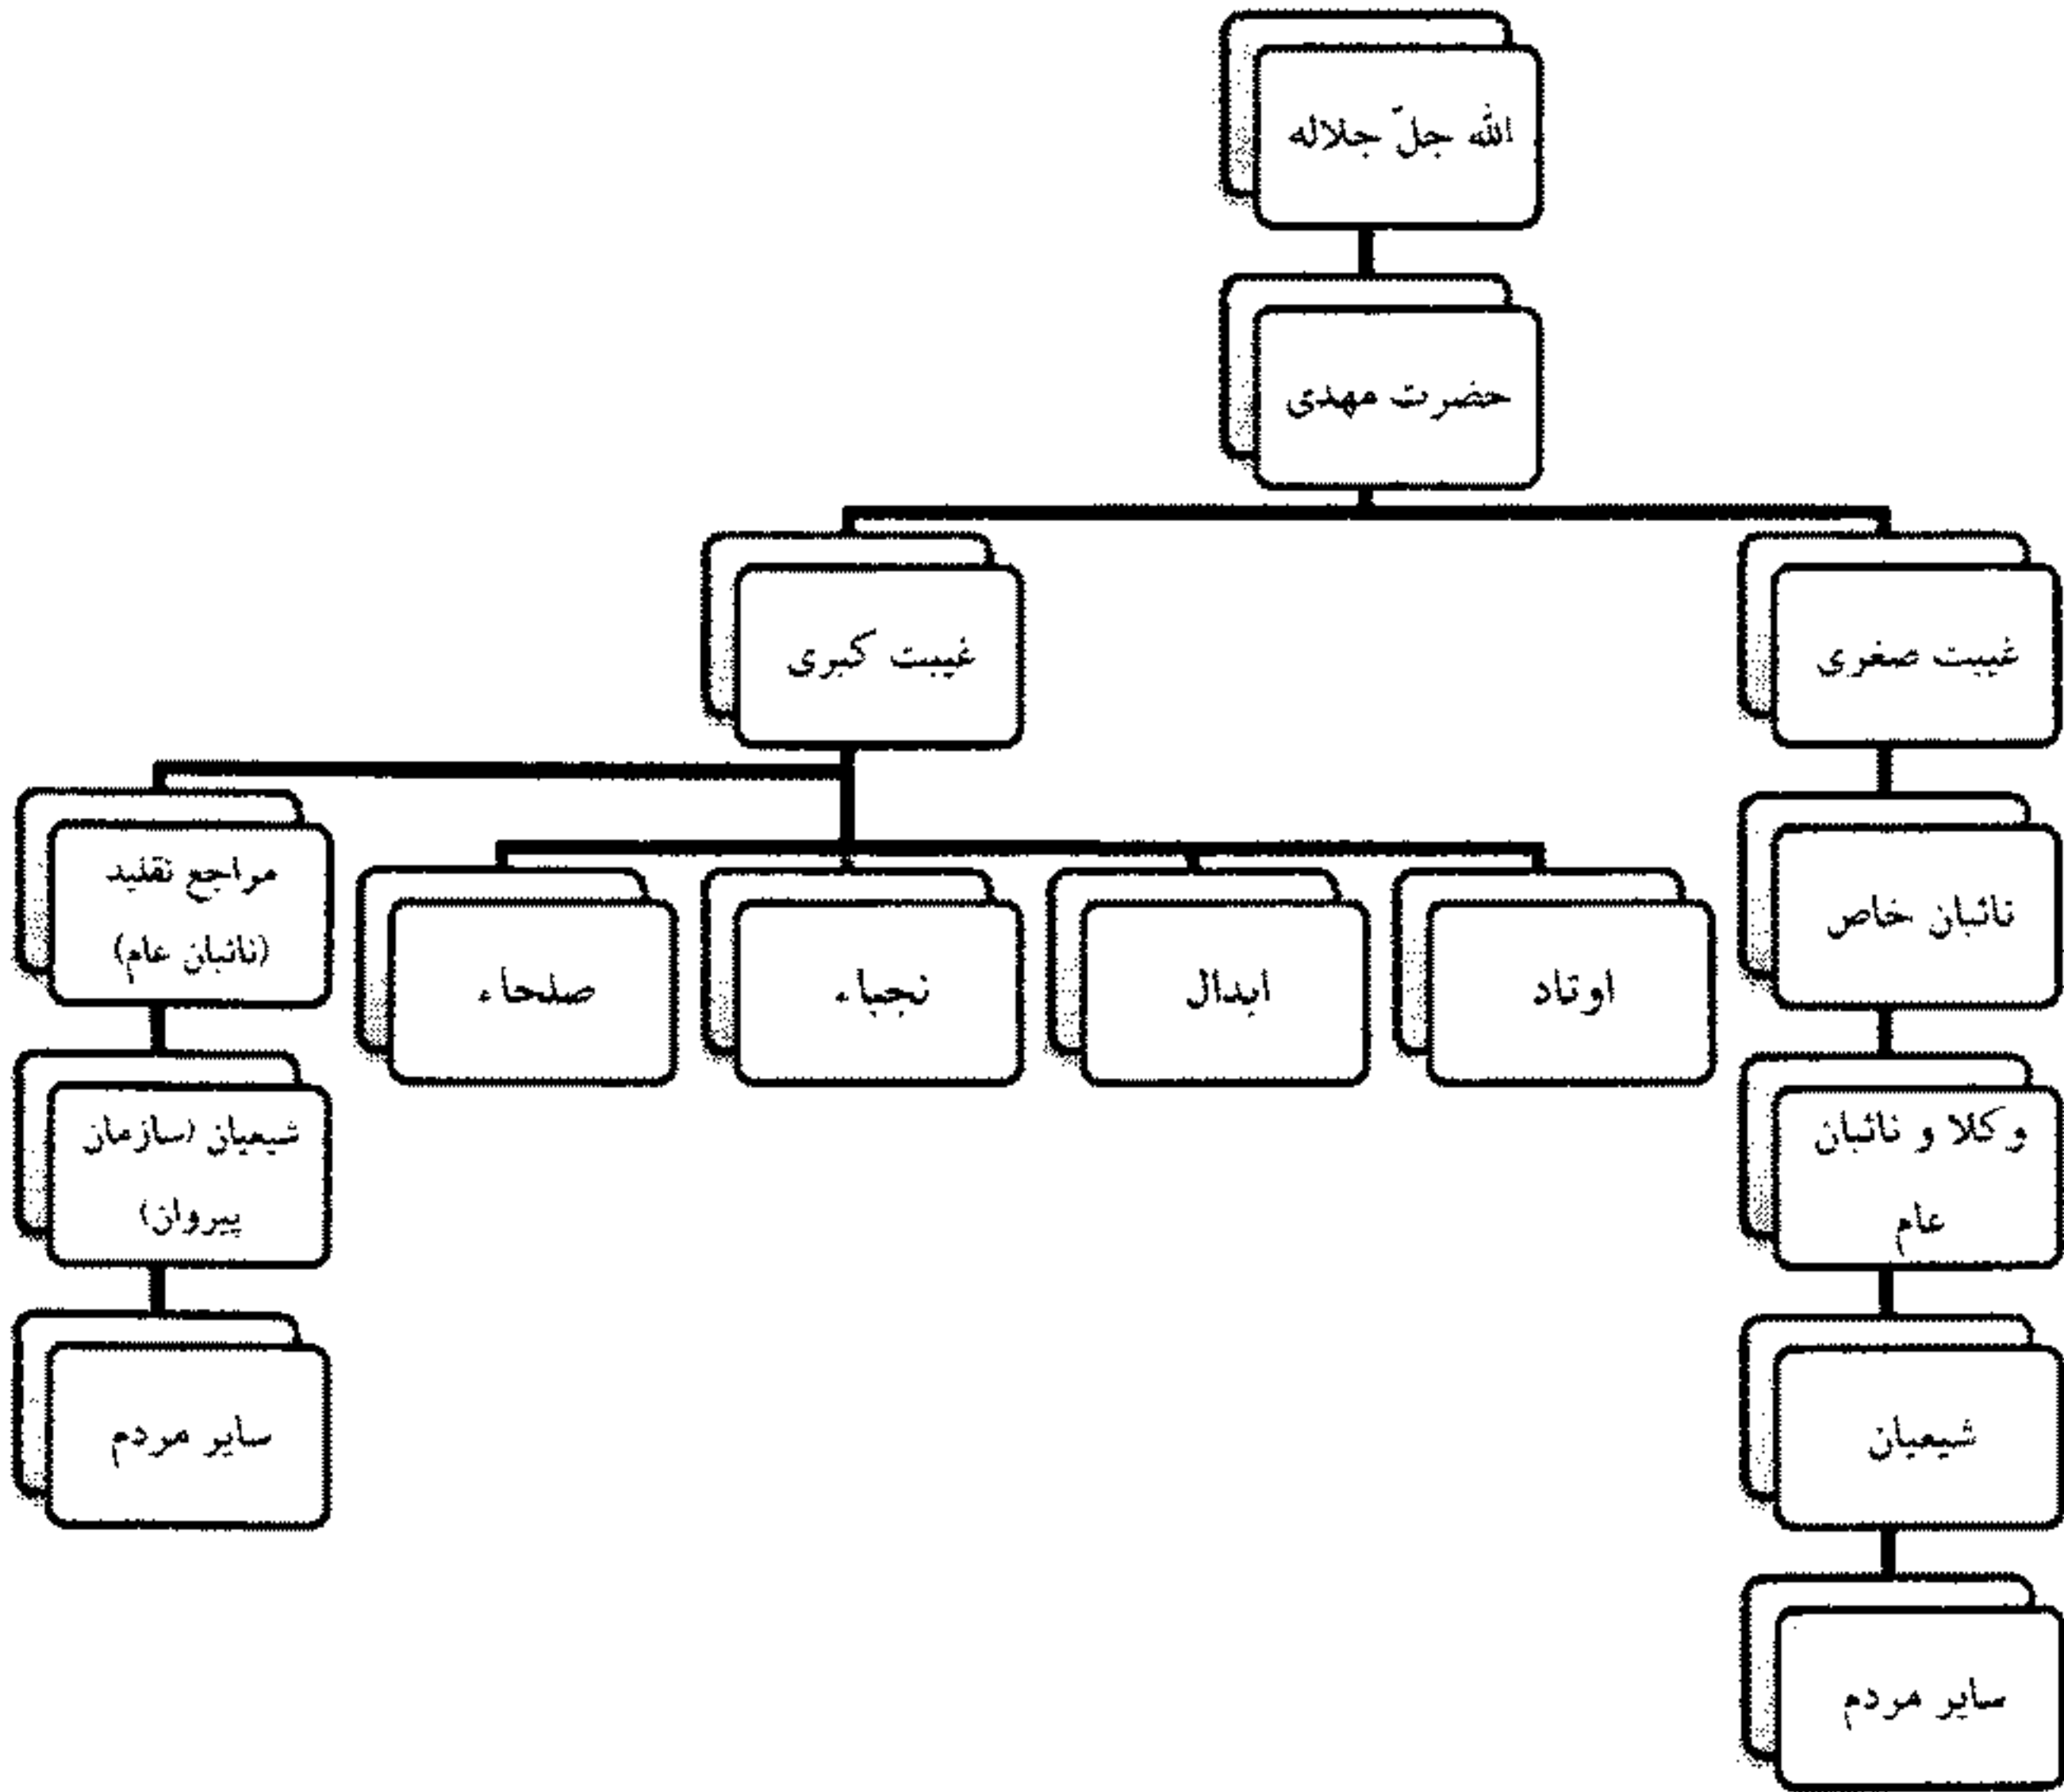 الله جلّ جلاله
حضرت مهدی
غیبت صغری
غیبت کبری
نائبان خاص
مراجع تقلید
(نائبان عام)
اوتاد
ابدال
نجباء
صلحاء
وکلا و نائبان
عام
شیعیان (سازمان
پیروان)
شیعیان
سایر مردم
سایر مردم